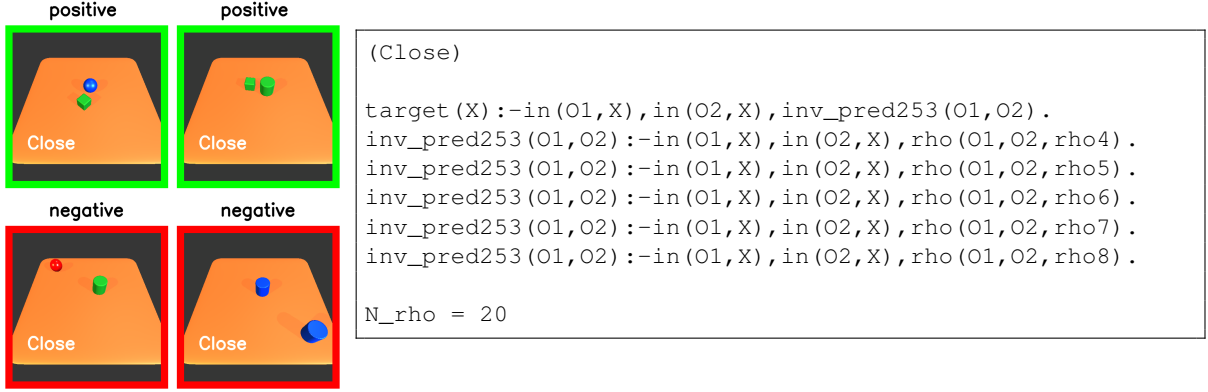 positive
positive
Close
Close
negative
negative
Close
Close
(Close)
target(X):-in(O1,X),in(O2,X),inv_pred253(O1,O2).
inv_pred253(O1,O2):-in(O1,X),in(O2,X),rho(O1,O2,rho4).
inv_pred253(O1,O2):-in(O1,X),in(O2,X),rho(O1,O2,rho5).
inv_pred253(O1,O2):-in(O1,X),in(O2,X),rho(O1,O2,rho6).
inv_pred253(O1,O2):-in(O1,X),in(O2,X),rho(O1,O2,rho7).
inv_pred253(O1,O2):-in(O1,X),in(O2,X),rho(O1,O2,rho8).
N_rho = 20